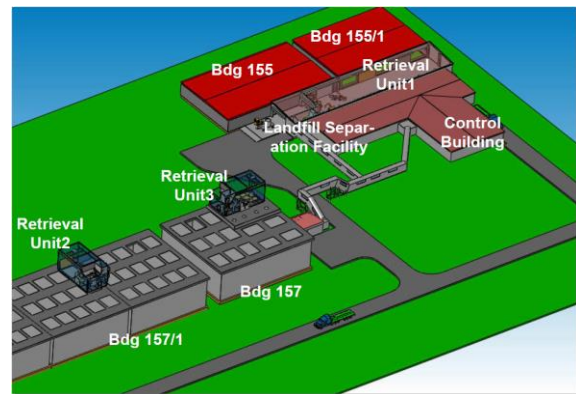 Bdg 155/1
Bdg 155
Retrieval
Unit1
Landfill Separ-
ation Facility
Control
Building
Retrieval
Unit3
Retrieval
Unit2
Bdg 157
Bdg 157/1